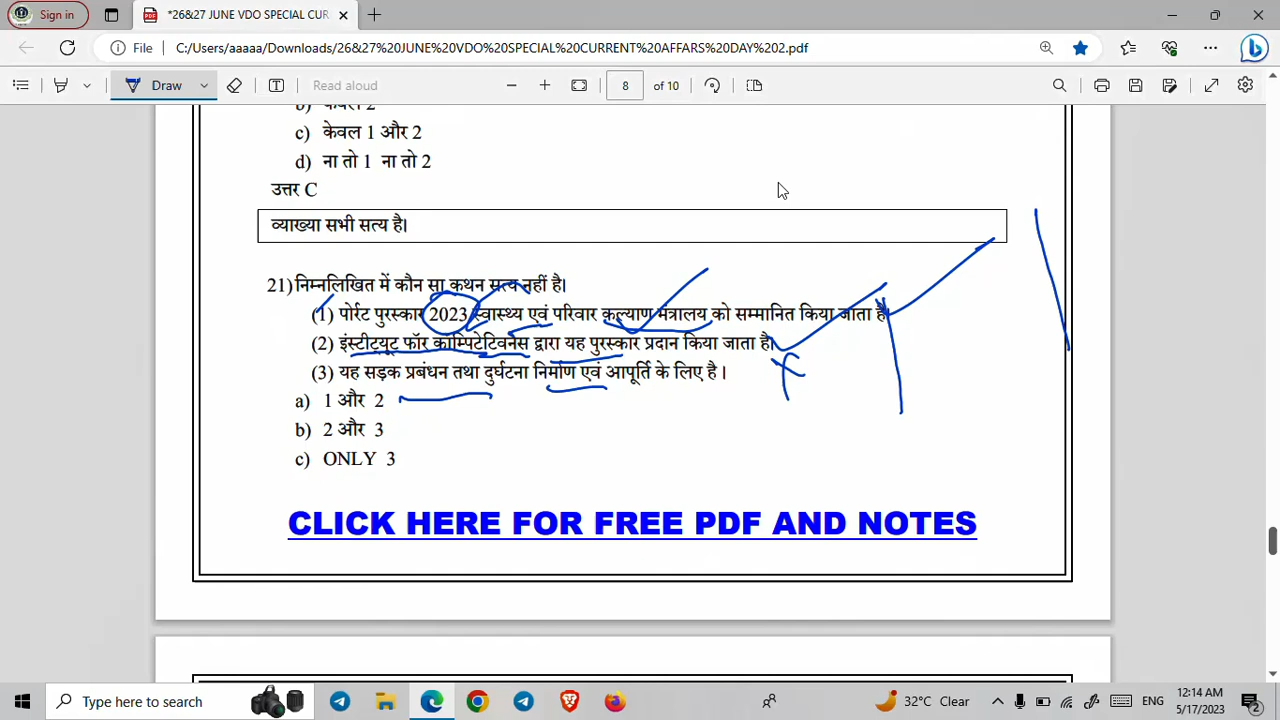 Sign in
*26&27 JUNE VDO SPECIAL CUR
File
C:/Users/aaaaa/Downloads/26&27%20JUNE%20VDO%20SPECIAL%20CURRENT%20AFFARS%20DAY%202.pdf
Draw
Read aloud
8
of 10
b) केवल 2
c) केवल 1 और 2
d) ना तो 1 ना तो 2
उत्तर C
व्याख्या सभी सत्य है।
21) निम्नलिखित में कौन सा कथन सत्य नहीं है।
(1) पोर्रट पुरस्कार 2023 स्वास्थ्य एवं परिवार कल्याण मंत्रालय को सम्मानित किया जाता है
(2) इंस्टीट्यूट फॉर कॉम्पिटेटिवनेस द्वारा यह पुरस्कार प्रदान किया जाता है।
(3) यह सड़क प्रबंधन तथा दुर्घटना निर्माण एवं आपूर्ति के लिए है ।
a) 1 और 2
b) 2 और 3
c) ONLY 3
CLICK HERE FOR FREE PDF AND NOTES
Type here to search
32°C Clear
ENG
12:14 AM
5/17/2023
2